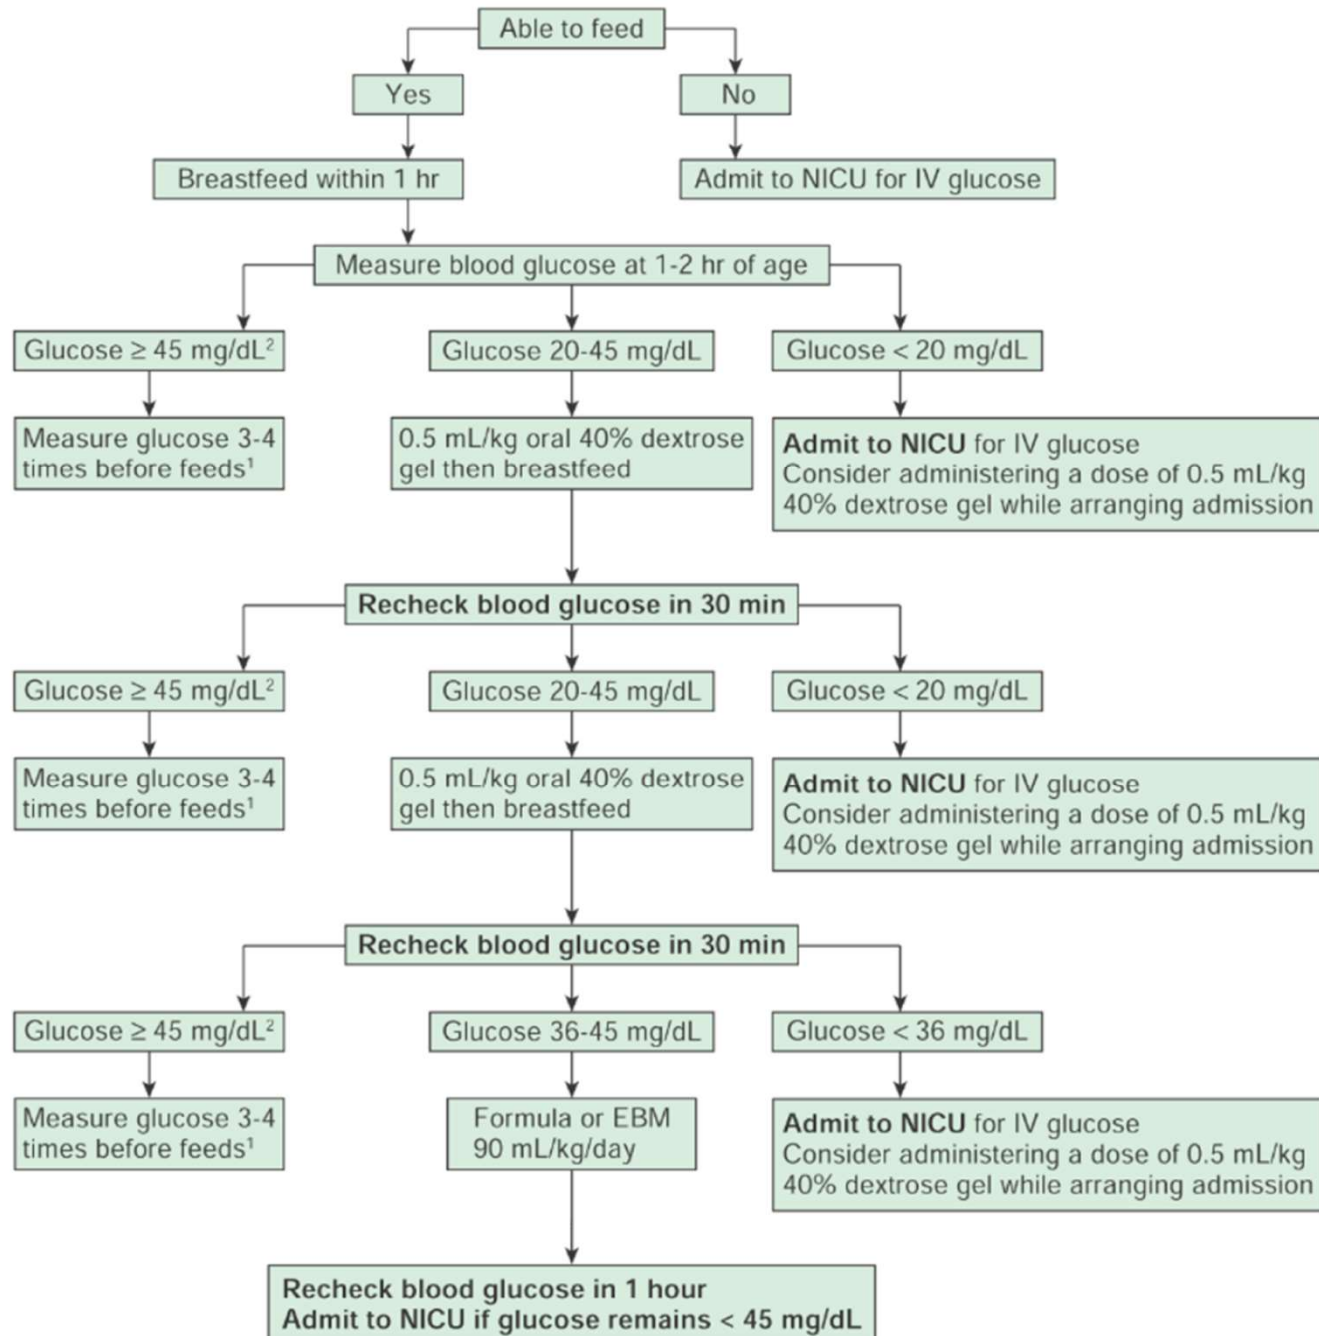 Able to feed
Yes
No
Breastfeed within 1 hr
Admit to NICU for IV glucose
Measure blood glucose at 1-2 hr of age
Glucose ≥ 45 mg/dL²
Glucose 20-45 mg/dL
Glucose < 20 mg/dL
Measure glucose 3-4
times before feeds¹
0.5 mL/kg oral 40% dextrose
gel then breastfeed
Admit to NICU for IV glucose
Consider administering a dose of 0.5 mL/kg
40% dextrose gel while arranging admission
Recheck blood glucose in 30 min
Glucose ≥ 45 mg/dL²
Glucose 20-45 mg/dL
Glucose < 20 mg/dL
Measure glucose 3-4
times before feeds¹
0.5 mL/kg oral 40% dextrose
gel then breastfeed
Admit to NICU for IV glucose
Consider administering a dose of 0.5 mL/kg
40% dextrose gel while arranging admission
Recheck blood glucose in 30 min
Glucose ≥ 45 mg/dL²
Glucose 36-45 mg/dL
Glucose < 36 mg/dL
Measure glucose 3-4
times before feeds¹
Formula or EBM
90 mL/kg/day
Admit to NICU for IV glucose
Consider administering a dose of 0.5 mL/kg
40% dextrose gel while arranging admission
Recheck blood glucose in 1 hour
Admit to NICU if glucose remains < 45 mg/dL